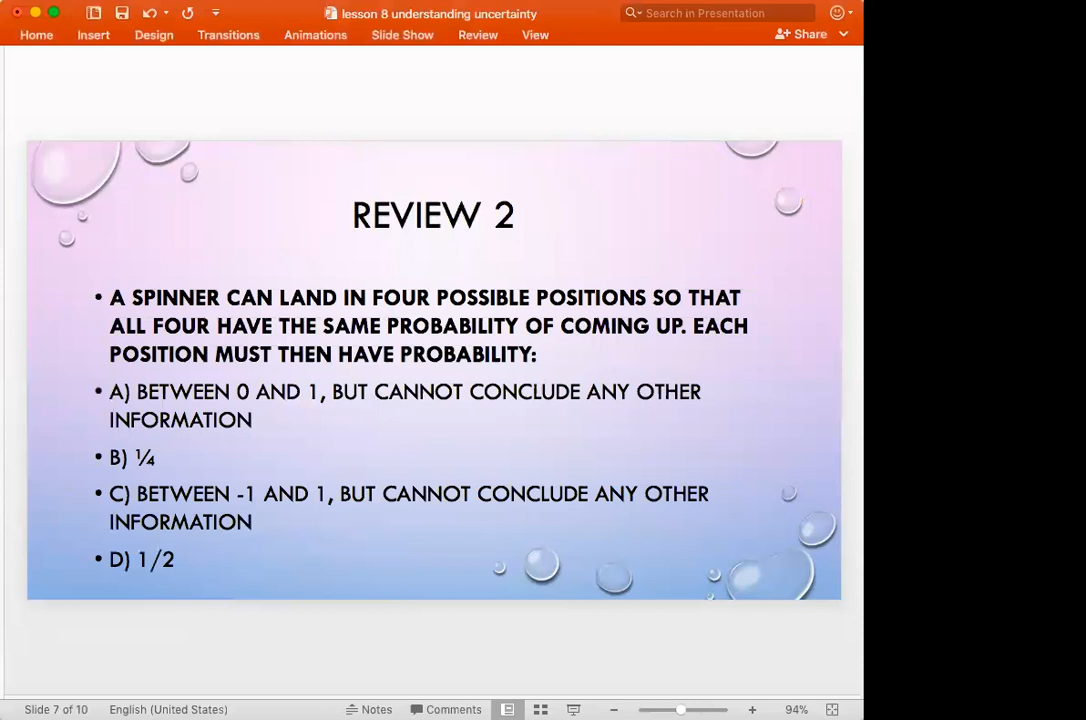 lesson 8 understanding uncertainty
Search in Presentation
Home Insert Design Transitions Animations Slide Show Review View
Share
REVIEW 2
• A SPINNER CAN LAND IN FOUR POSSIBLE POSITIONS SO THAT
ALL FOUR HAVE THE SAME PROBABILITY OF COMING UP. EACH
POSITION MUST THEN HAVE PROBABILITY:
• A) BETWEEN 0 AND 1, BUT CANNOT CONCLUDE ANY OTHER
INFORMATION
• B) ¼
• C) BETWEEN -1 AND 1, BUT CANNOT CONCLUDE ANY OTHER
INFORMATION
• D) 1/2
Slide 7 of 10 English (United States) Notes Comments 94%